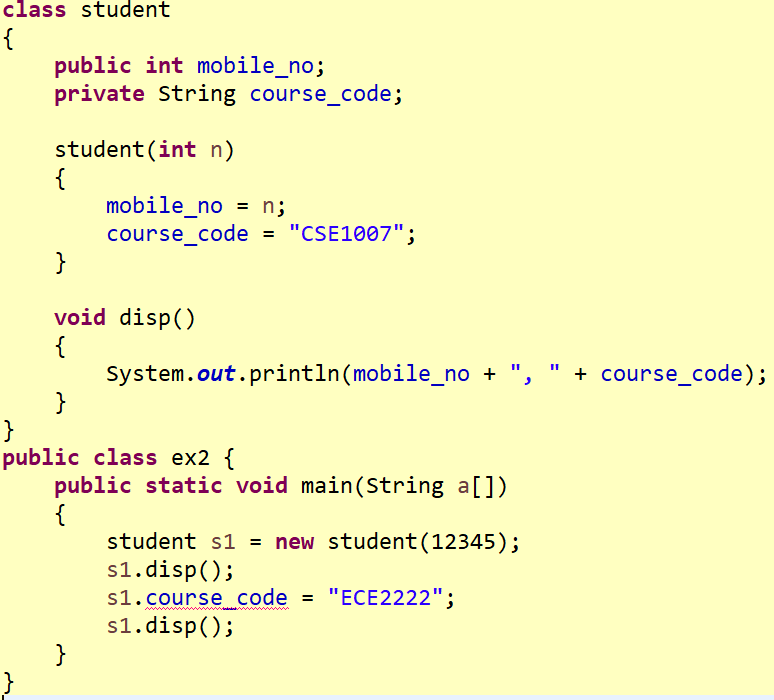 class student
{
    public int mobile_no;
    private String course_code;

    student(int n)
    {
        mobile_no = n;
        course_code = "CSE1007";
    }

    void disp()
    {
        System.out.println(mobile_no + ", " + course_code);
    }
}
public class ex2 {
    public static void main(String a[])
    {
        student s1 = new student(12345);
        s1.disp();
        s1.course_code = "ECE2222";
        s1.disp();
    }
}